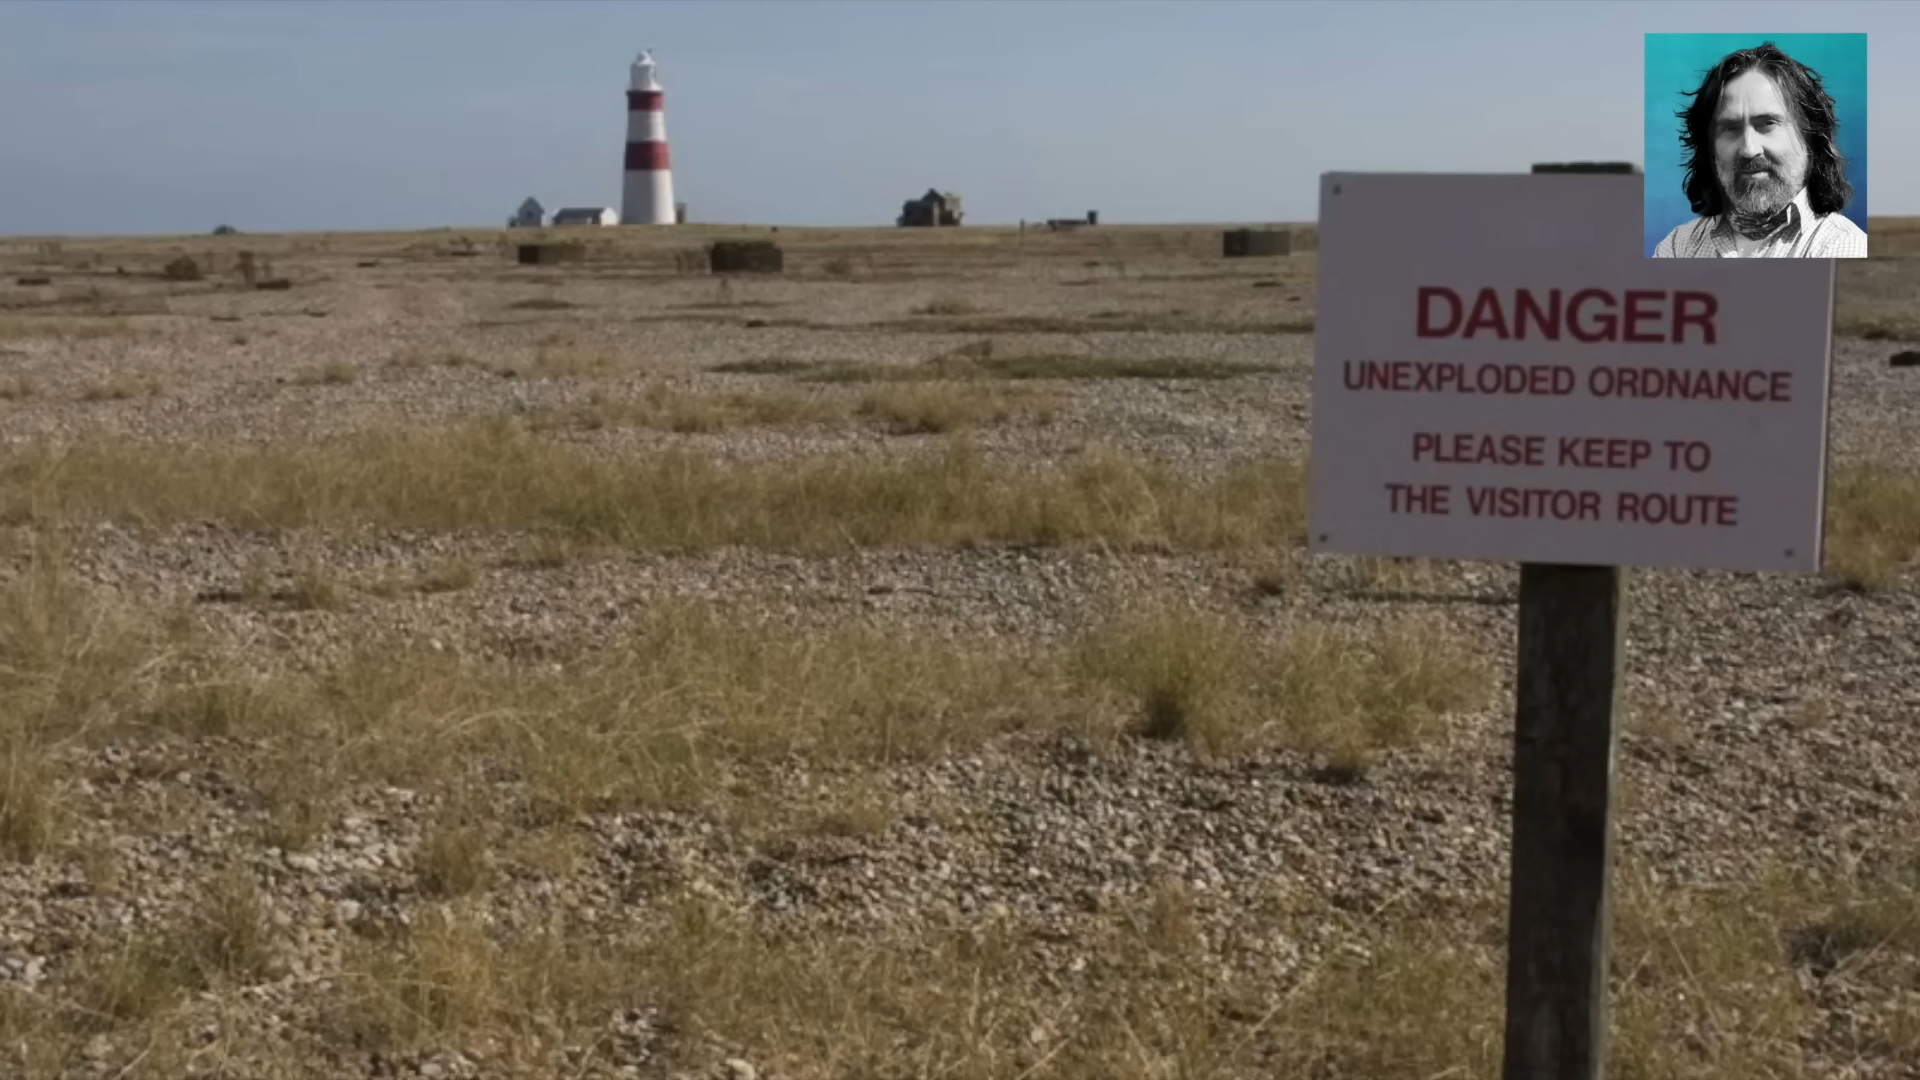 DANGER
UNEXPLODED ORDNANCE
PLEASE KEEP TO
THE VISITOR ROUTE